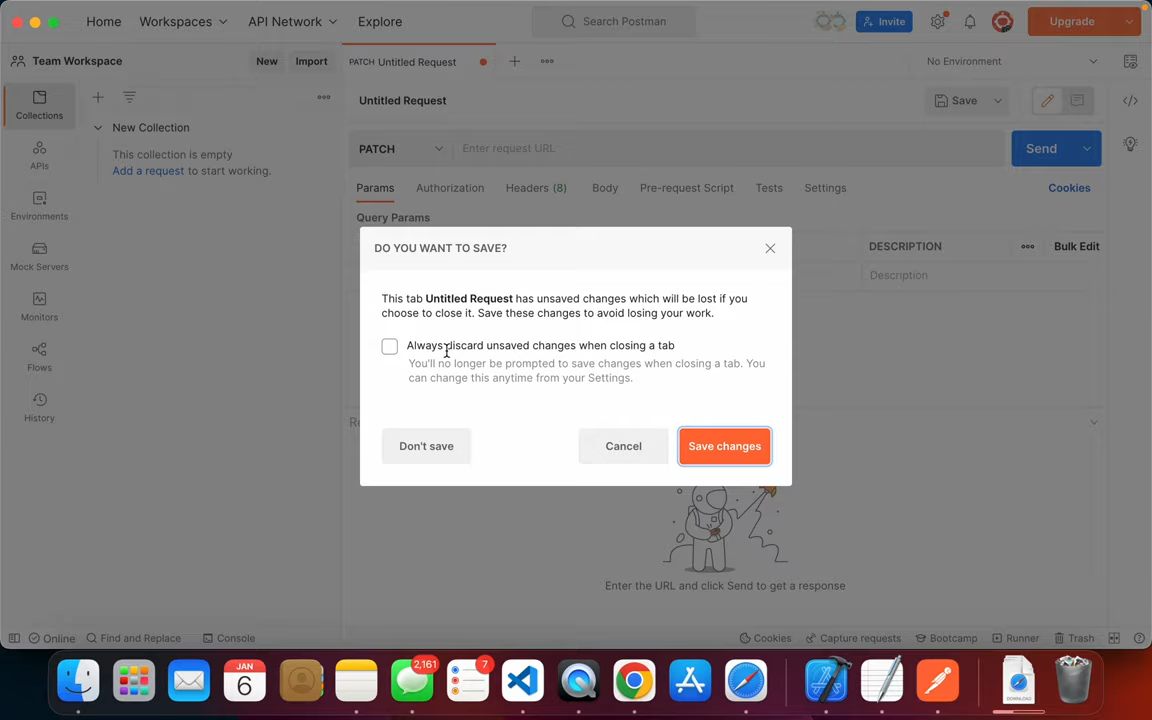 Home Workspaces API Network Explore Search Postman Invite Upgrade
Team Workspace New Import PATCH Untitled Request No Environment
Collections
APIs
Environments
Mock Servers
Monitors
Flows
History
New Collection
This collection is empty
Add a request to start working.
Untitled Request Save
PATCH Enter request URL Send
Params Authorization Headers (8) Body Pre-request Script Tests Settings Cookies
Query Params
DESCRIPTION Bulk Edit
Description
DO YOU WANT TO SAVE?
This tab Untitled Request has unsaved changes which will be lost if you
choose to close it. Save these changes to avoid losing your work.
Always discard unsaved changes when closing a tab
You'll no longer be prompted to save changes when closing a tab. You
can change this anytime from your Settings.
Don't save Cancel Save changes
Enter the URL and click Send to get a response
Online Find and Replace Console Cookies Capture requests Bootcamp Runner Trash
JAN
6
2,161
7
DOWNLOAD